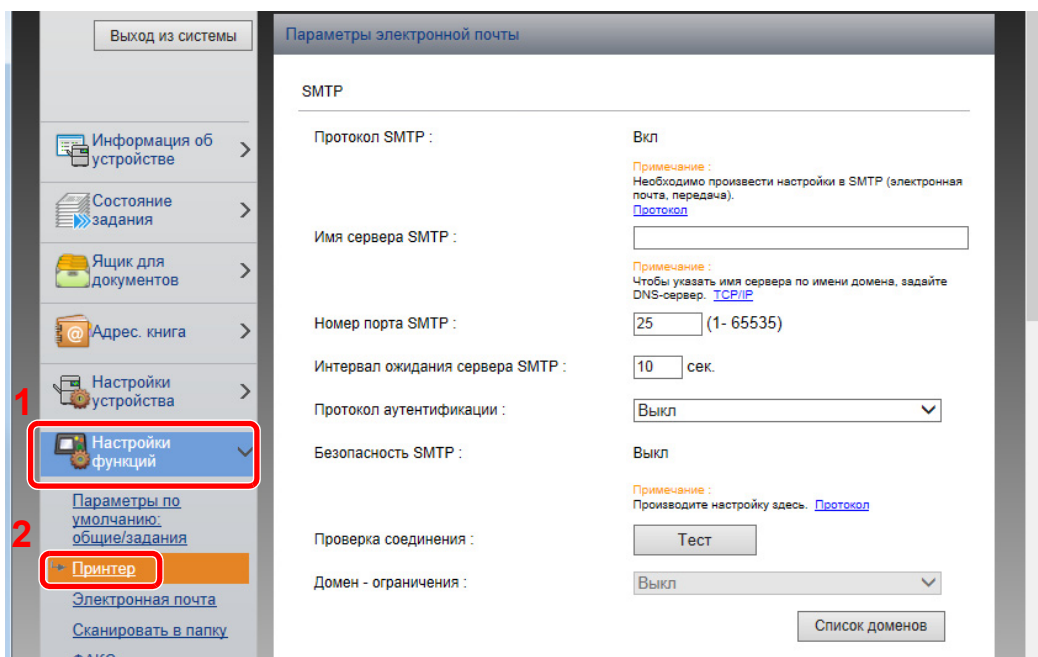 Выход из системы
Информация об
устройстве
Состояние
задания
Ящик для
документов
Адрес. книга
Настройки
устройства
1
Настройки
функций
Параметры по
умолчанию:
общие/задания
2
Принтер
Электронная почта
Сканировать в папку
Параметры электронной почты
SMTP
Протокол SMTP :
Вкл
Примечание :
Необходимо произвести настройки в SMTP (электронная
почта, передача).
Протокол
Имя сервера SMTP :
Примечание :
Чтобы указать имя сервера по имени домена, задайте
DNS-сервер. TCP/IP
Номер порта SMTP :
25 (1- 65535)
Интервал ожидания сервера SMTP :
10 сек.
Протокол аутентификации :
Выкл
Безопасность SMTP :
Выкл
Примечание :
Производите настройку здесь. Протокол
Проверка соединения :
Тест
Домен - ограничения :
Выкл
Список доменов